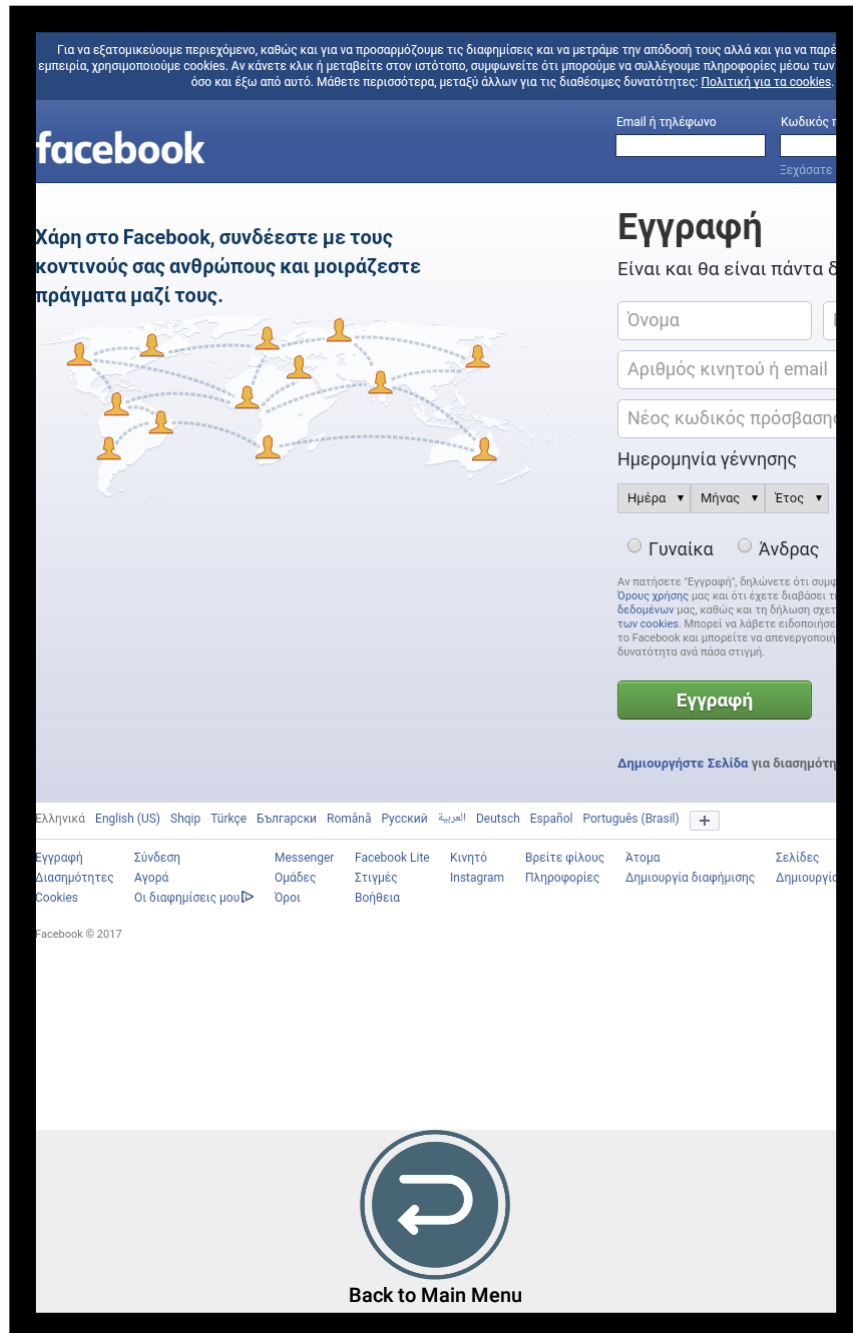 Για να εξατομικεύουμε περιεχόμενο, καθώς και για να προσαρμόζουμε τις διαφημίσεις και να μετράμε την απόδοσή τους αλλά και για να παρέ
εμπειρία, χρησιμοποιούμε cookies. Αν κάνετε κλικ ή μεταβείτε στον ιστότοπο, συμφωνείτε ότι μπορούμε να συλλέγουμε πληροφορίες μέσω των
όσο και έξω από αυτό. Μάθετε περισσότερα, μεταξύ άλλων για τις διαθέσιμες δυνατότητες: Πολιτική για τα cookies.
facebook
Email ή τηλέφωνο Κωδικός
Ξεχάσατε
Χάρη στο Facebook, συνδέεστε με τους
κοντινούς σας ανθρώπους και μοιράζεστε
πράγματα μαζί τους.
Εγγραφή
Είναι και θα είναι πάντα δ
Όνομα
Αριθμός κινητού ή email
Νέος κωδικός πρόσβασης
Ημερομηνία γέννησης
Ημέρα Μήνας Έτος
Γυναίκα Άνδρας
Αν πατήσετε "Εγγραφή", δηλώνετε ότι συμφ
Όρους χρήσης μας και ότι έχετε διαβάσει τ
δεδομένων μας, καθώς και τη δήλωση σχετ
των cookies. Μπορεί να λάβετε ειδοποιήσε
το Facebook και μπορείτε να απενεργοποιή
δυνατότητα ανά πάσα στιγμή.
Εγγραφή
Δημιουργήστε Σελίδα για διασημότη
Ελληνικά English (US) Shqip Türkçe Български Română Русский العربية Deutsch Español Português (Brasil) +
Εγγραφή Σύνδεση Messenger Facebook Lite Κινητό Βρείτε φίλους Άτομα Σελίδες
Διασημότητες Αγορά Ομάδες Στιγμές Instagram Πληροφορίες Δημιουργία διαφήμισης Δημιουργία
Cookies Οι διαφημίσεις μου Όροι Βοήθεια
Facebook © 2017
Back to Main Menu